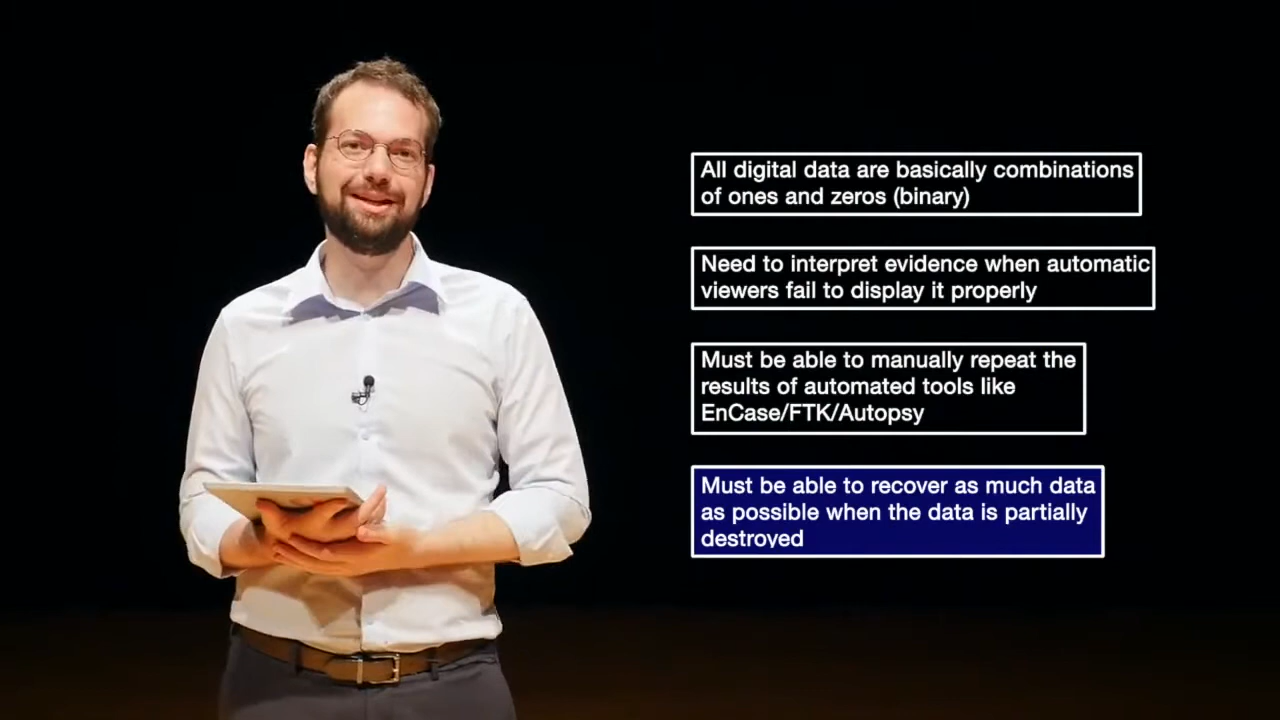 All digital data are basically combinations
of ones and zeros (binary)
Need to interpret evidence when automatic
viewers fail to display it properly
Must be able to manually repeat the
results of automated tools like
EnCase/FTK/Autopsy
Must be able to recover as much data
as possible when the data is partially
destroyed